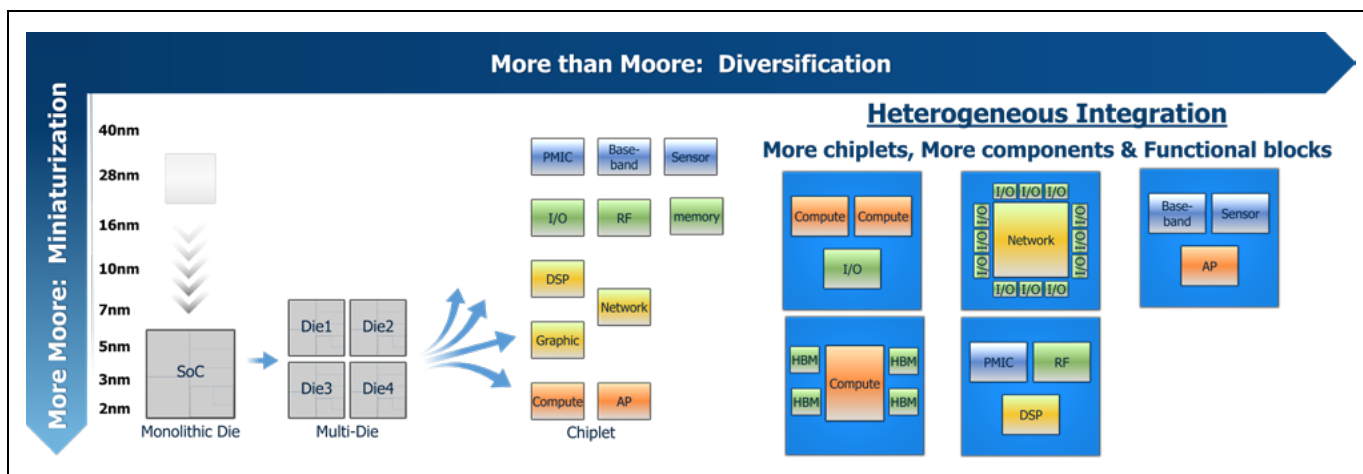 More than Moore: Diversification
More Moore: Miniaturization
40nm
28nm
16nm
10nm
7nm
5nm
3nm
2nm
SoC
Monolithic Die
Die1
Die2
Die3
Die4
Multi-Die
PMIC
Base-
band
Sensor
I/O
RF
memory
DSP
Network
Graphic
Compute
AP
Chiplet
Heterogeneous Integration
More chiplets, More components & Functional blocks
Compute
Compute
I/O
I/O I/O I/O
I/O
I/O
I/O
Network
I/O
I/O
I/O
I/O I/O I/O
Base-
band
Sensor
AP
HBM
HBM
Compute
HBM
HBM
PMIC
RF
DSP